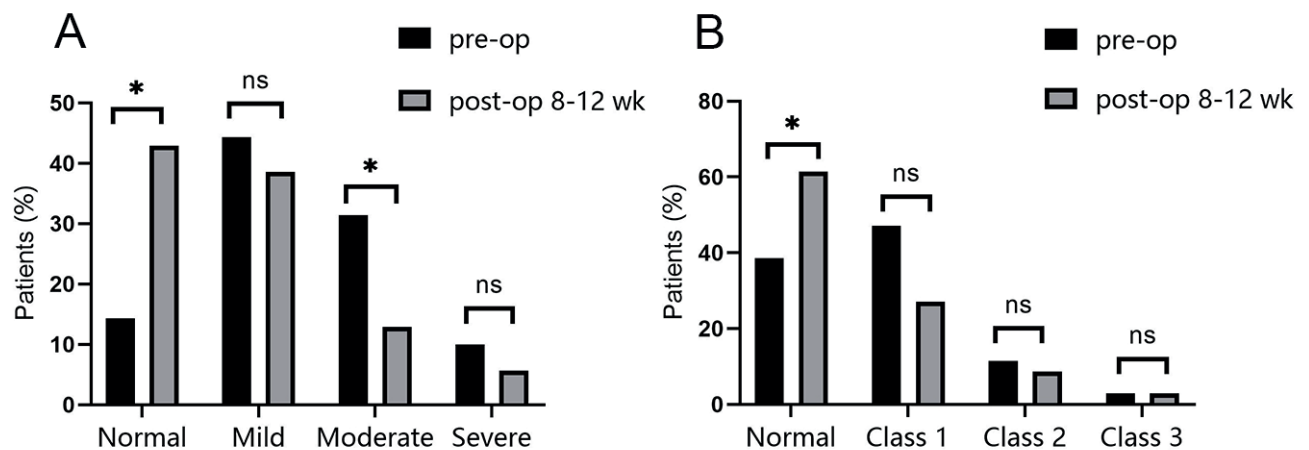 A
pre-op
post-op 8-12 wk
Patients (%)
50
40
30
20
10
0
*
ns
*
ns
Normal Mild Moderate Severe
B
pre-op
post-op 8-12 wk
Patients (%)
80
60
40
20
0
*
ns
ns
ns
Normal Class 1 Class 2 Class 3